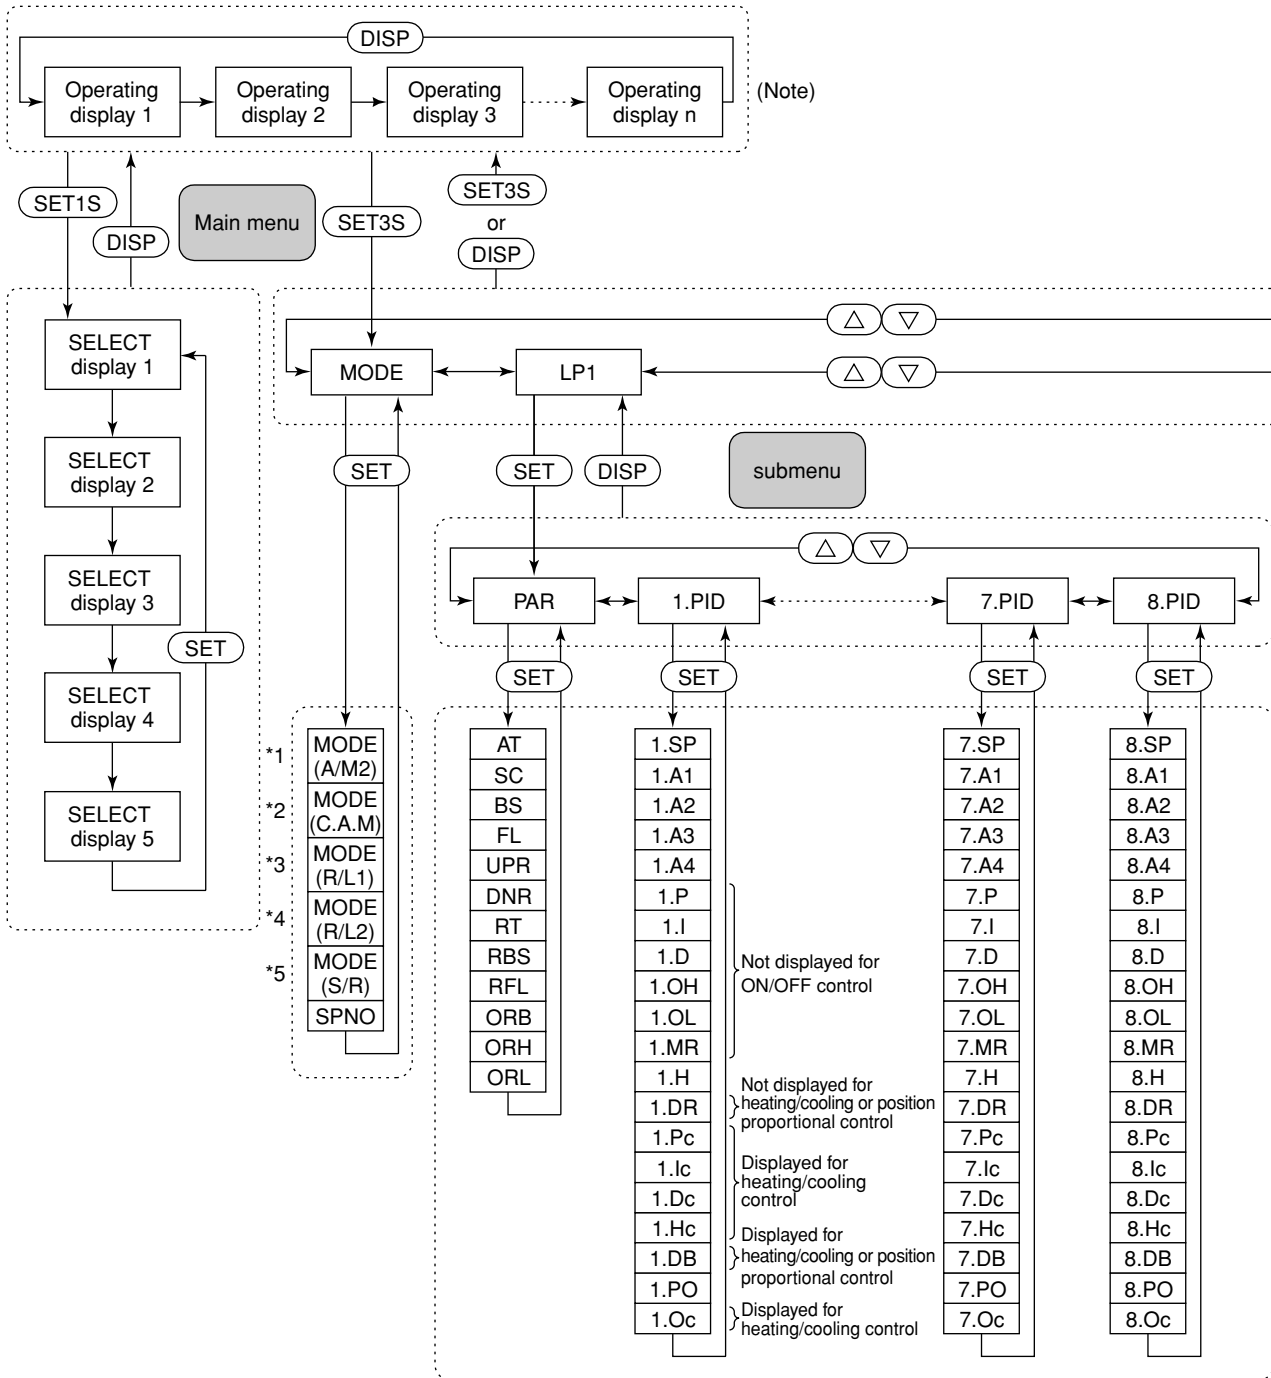 DISP
Operating
display 1
Operating
display 2
Operating
display 3
Operating
display n
(Note)
SET1S
DISP
Main menu
SET3S
SET3S
or
DISP
SELECT
display 1
SELECT
display 2
SELECT
display 3
SELECT
display 4
SELECT
display 5
SET
△ ▽
MODE
LP1
△ ▽
SET
SET
DISP
submenu
△ ▽
PAR
1.PID
7.PID
8.PID
SET
SET
SET
SET
*1
MODE
(A/M2)
*2
MODE
(C.A.M)
*3
MODE
(R/L1)
*4
MODE
(R/L2)
*5
MODE
(S/R)
SPNO
AT
SC
BS
FL
UPR
DNR
RT
RBS
RFL
ORB
ORH
ORL
1.SP
1.A1
1.A2
1.A3
1.A4
1.P
1.I
1.D
1.OH
1.OL
1.MR
1.H
1.DR
1.Pc
1.Ic
1.Dc
1.Hc
1.DB
1.PO
1.Oc
Not displayed for
ON/OFF control
Not displayed for
heating/cooling or position
proportional control
Displayed for
heating/cooling
control
Displayed for
heating/cooling or position
proportional control
Displayed for
heating/cooling control
7.SP
7.A1
7.A2
7.A3
7.A4
7.P
7.I
7.D
7.OH
7.OL
7.MR
7.H
7.DR
7.Pc
7.Ic
7.Dc
7.Hc
7.DB
7.PO
7.Oc
8.SP
8.A1
8.A2
8.A3
8.A4
8.P
8.I
8.D
8.OH
8.OL
8.MR
8.H
8.DR
8.Pc
8.Ic
8.Dc
8.Hc
8.DB
8.PO
8.Oc